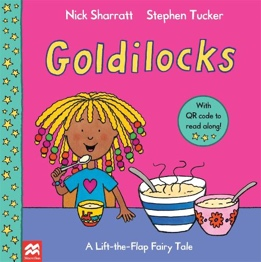 Nick Sharratt Stephen Tucker
Goldilocks
With
QR code to
read along!
A Lift-the-Flap Fairy Tale